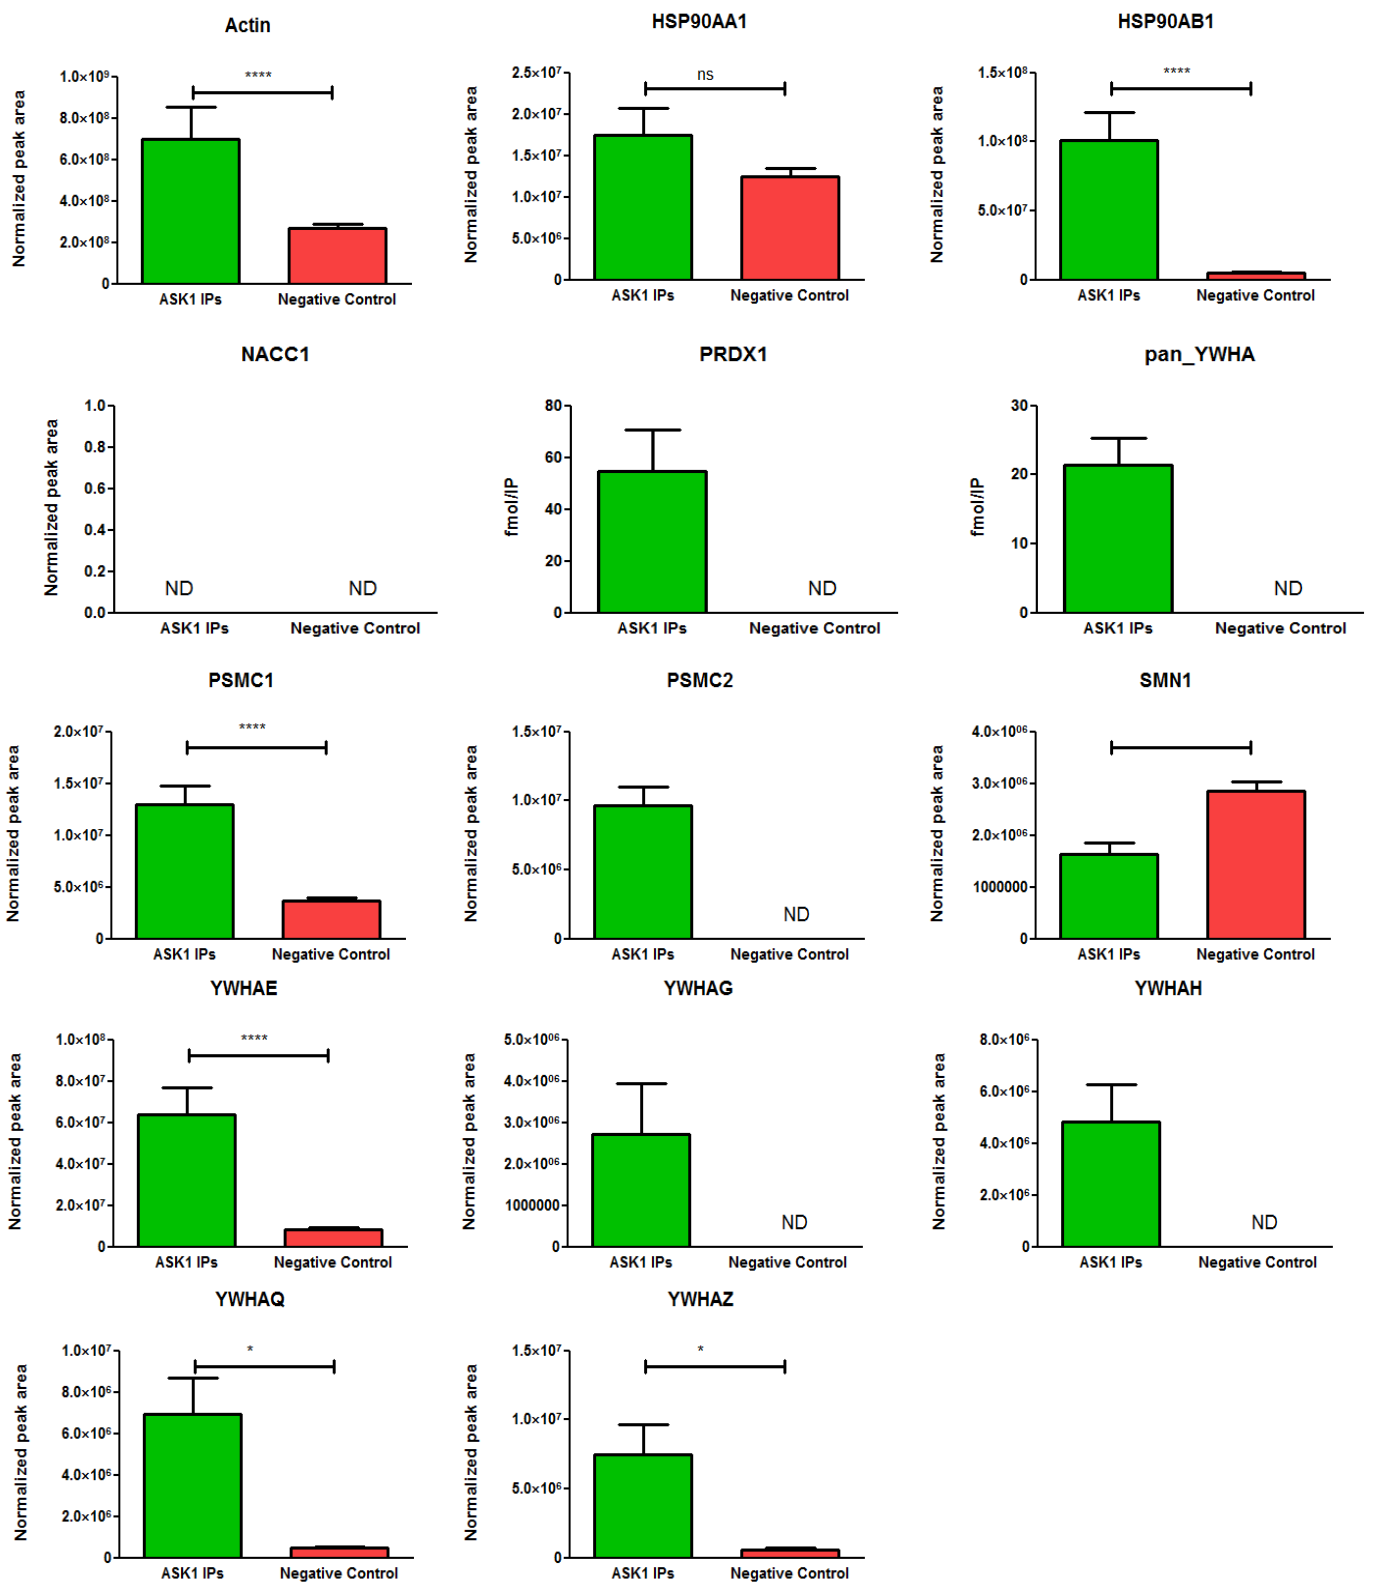 Actin
HSP90AA1
HSP90AB1
Normalized peak area
1.0×10⁹
8.0×10⁸
6.0×10⁸
4.0×10⁸
2.0×10⁸
0
****
ASK1 IPs
Negative Control
Normalized peak area
2.5×10⁷
2.0×10⁷
1.5×10⁷
1.0×10⁷
5.0×10⁶
0
ns
ASK1 IPs
Negative Control
Normalized peak area
1.5×10⁸
1.0×10⁸
5.0×10⁷
0
****
ASK1 IPs
Negative Control
NACC1
PRDX1
pan_YWHA
Normalized peak area
1.0
0.8
0.6
0.4
0.2
0.0
ND
ND
ASK1 IPs
Negative Control
fmol/IP
80
60
40
20
0
ND
ASK1 IPs
Negative Control
fmol/IP
30
20
10
0
ND
ASK1 IPs
Negative Control
PSMC1
PSMC2
SMN1
Normalized peak area
2.0×10⁷
1.5×10⁷
1.0×10⁷
5.0×10⁶
0
****
ASK1 IPs
Negative Control
Normalized peak area
1.5×10⁷
1.0×10⁷
5.0×10⁶
0
ND
ASK1 IPs
Negative Control
Normalized peak area
4.0×10⁰⁶
3.0×10⁰⁶
2.0×10⁰⁶
1000000
0
ASK1 IPs
Negative Control
YWHAE
YWHAG
YWHAH
Normalized peak area
1.0×10⁸
8.0×10⁷
6.0×10⁷
4.0×10⁷
2.0×10⁷
0
****
ASK1 IPs
Negative Control
Normalized peak area
5.0×10⁰⁶
4.0×10⁰⁶
3.0×10⁰⁶
2.0×10⁰⁶
1000000
0
ND
ASK1 IPs
Negative Control
Normalized peak area
8.0×10⁶
6.0×10⁶
4.0×10⁶
2.0×10⁶
0
ND
ASK1 IPs
Negative Control
YWHAQ
YWHAZ
Normalized peak area
1.0×10⁷
8.0×10⁶
6.0×10⁶
4.0×10⁶
2.0×10⁶
0
*
ASK1 IPs
Negative Control
Normalized peak area
1.5×10⁷
1.0×10⁷
5.0×10⁶
0
*
ASK1 IPs
Negative Control